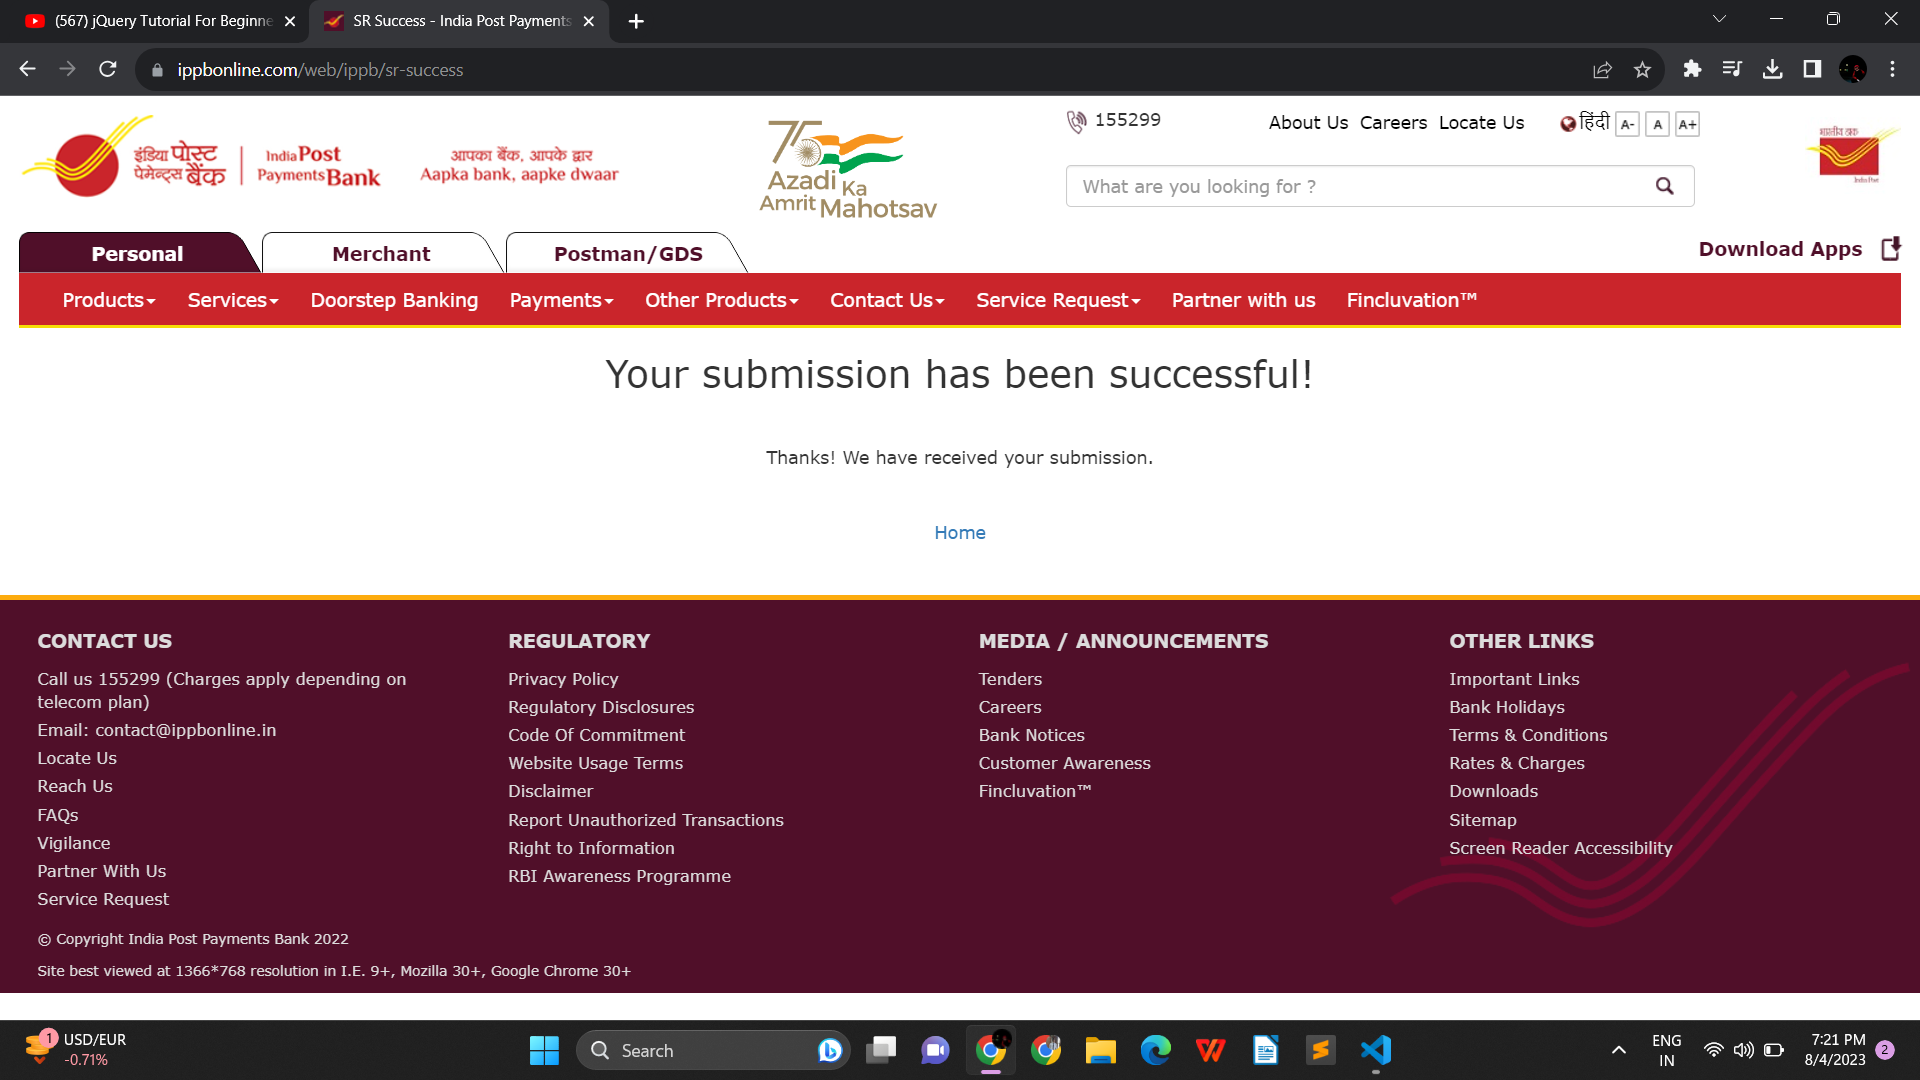 (567) jQuery Tutorial For Beginne
SR Success - India Post Payments
ippbonline.com/web/ippb/sr-success
इंडिया पोस्ट
पेमेन्ट्स बैंक
India Post
Payments Bank
आपका बैंक, आपके द्वार
Aapka bank, aapke dwaar
75
Azadi Ka
Amrit Mahotsav
155299
About Us Careers Locate Us
हिंदी A- A A+
What are you looking for ?
भारतीय डाक
India Post
Personal
Merchant
Postman/GDS
Download Apps
Products Services Doorstep Banking Payments Other Products Contact Us Service Request Partner with us Fincluvation™
Your submission has been successful!
Thanks! We have received your submission.
Home
CONTACT US
Call us 155299 (Charges apply depending on
telecom plan)
Email: contact@ippbonline.in
Locate Us
Reach Us
FAQs
Vigilance
Partner With Us
Service Request
REGULATORY
Privacy Policy
Regulatory Disclosures
Code Of Commitment
Website Usage Terms
Disclaimer
Report Unauthorized Transactions
Right to Information
RBI Awareness Programme
MEDIA / ANNOUNCEMENTS
Tenders
Careers
Bank Notices
Customer Awareness
Fincluvation™
OTHER LINKS
Important Links
Bank Holidays
Terms & Conditions
Rates & Charges
Downloads
Sitemap
Screen Reader Accessibility
© Copyright India Post Payments Bank 2022
Site best viewed at 1366*768 resolution in I.E. 9+, Mozilla 30+, Google Chrome 30+
1
USD/EUR
-0.71%
Search
ENG
IN
7:21 PM
8/4/2023
2